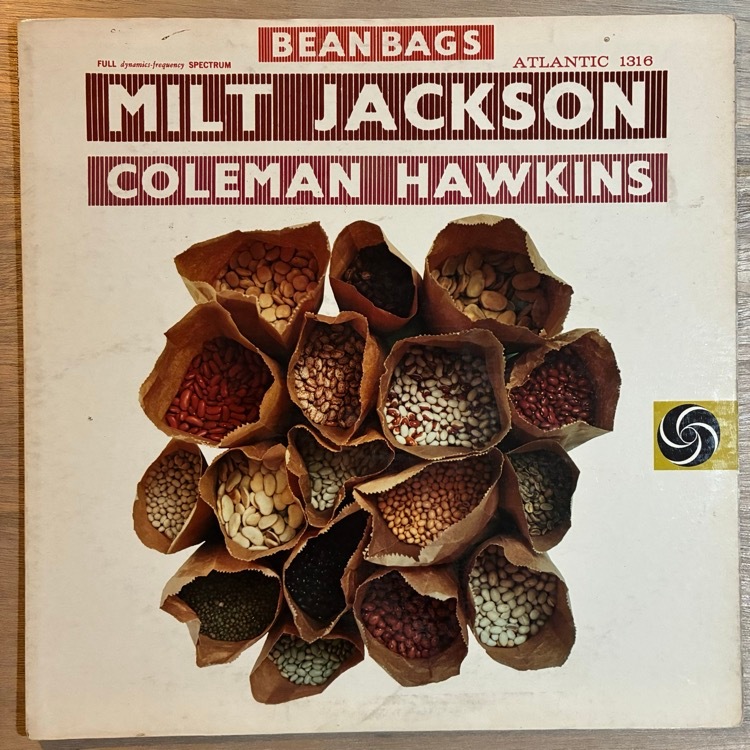 BEAN BAGS
FULL dynamics-frequency SPECTRUM
ATLANTIC 1316
MILT JACKSON
COLEMAN HAWKINS